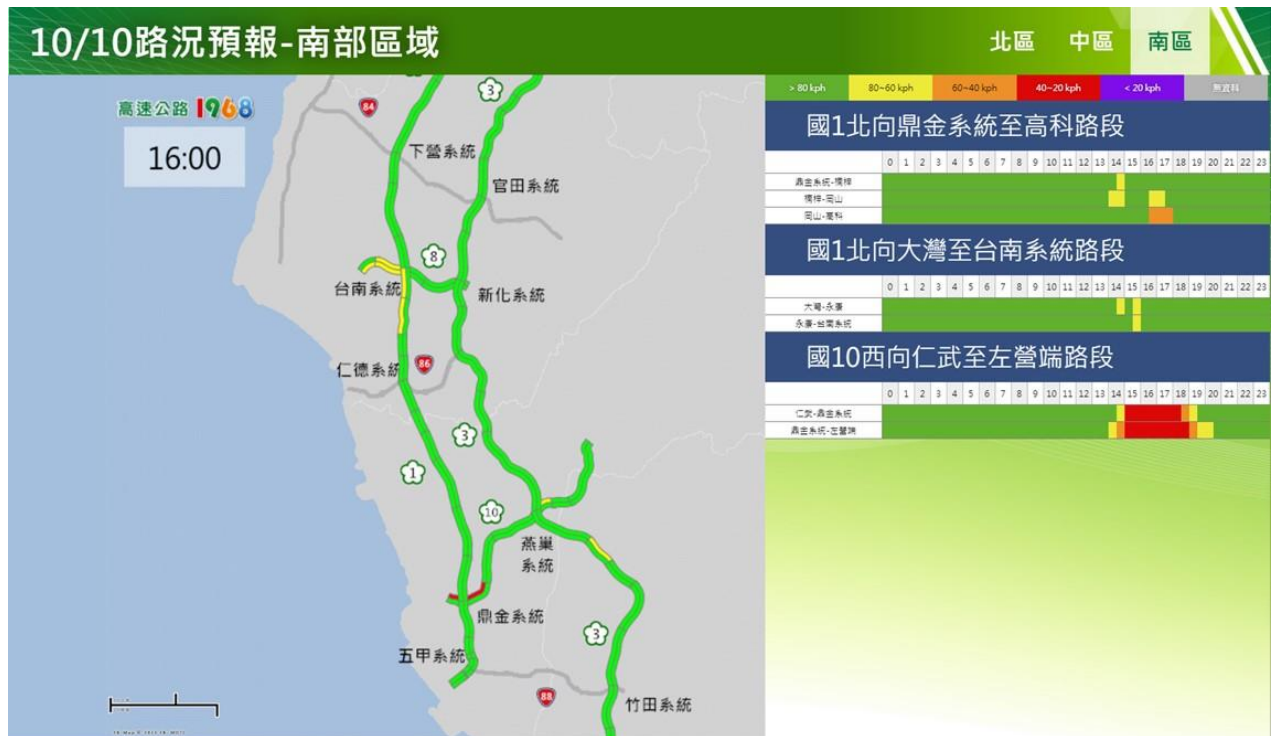 10/10路況預報-南部區域
北區 中區 南區
高速公路 1968
16:00
3
84
下營系統
官田系統
8
台南系統
新化系統
仁德系統
86
3
1
10
燕巢
系統
鼎金系統
3
五甲系統
88
竹田系統
> 80 kph 80~60 kph 60~40 kph 40~20 kph < 20 kph 無資料
國1北向鼎金系統至高科路段
0 1 2 3 4 5 6 7 8 9 10 11 12 13 14 15 16 17 18 19 20 21 22 23
鼎金系統-楠梓
楠梓-岡山
岡山-高科
國1北向大灣至台南系統路段
0 1 2 3 4 5 6 7 8 9 10 11 12 13 14 15 16 17 18 19 20 21 22 23
大灣-永康
永康-台南系統
國10西向仁武至左營端路段
0 1 2 3 4 5 6 7 8 9 10 11 12 13 14 15 16 17 18 19 20 21 22 23
仁武-鼎金系統
鼎金系統-左營端